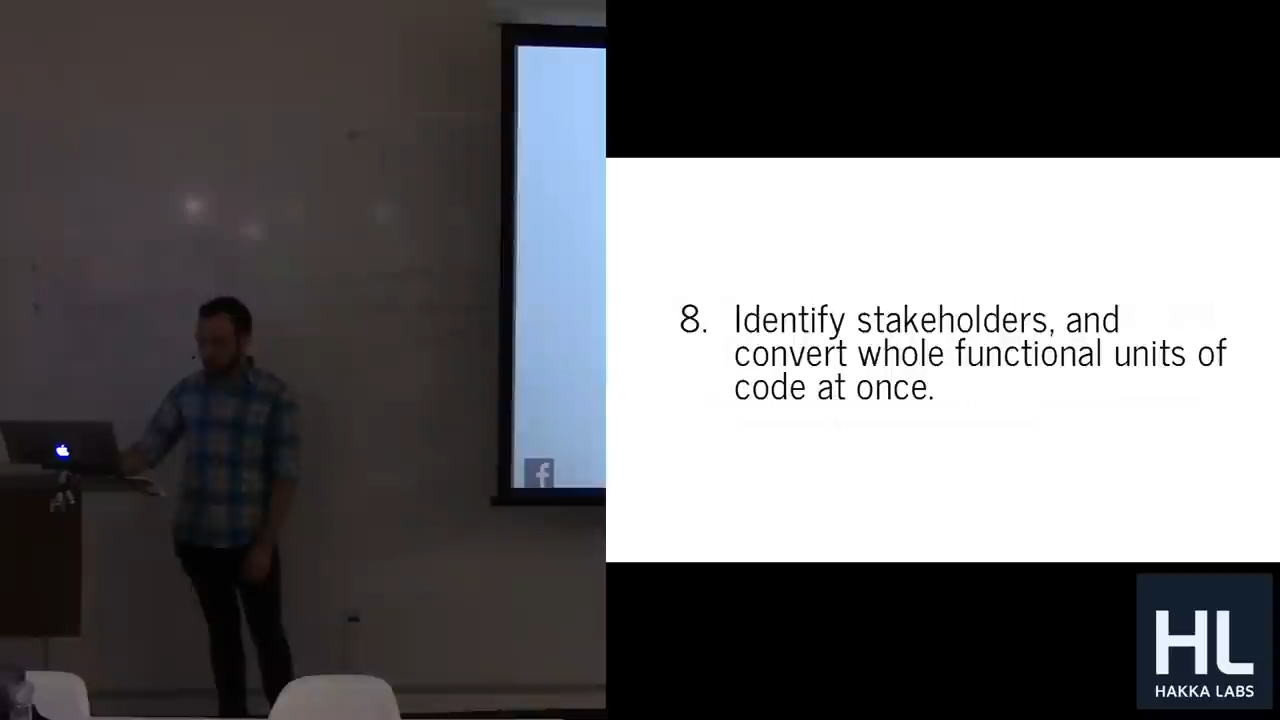 8. Identify stakeholders, and
convert whole functional units of
code at once.
f
HL
HAKKA LABS